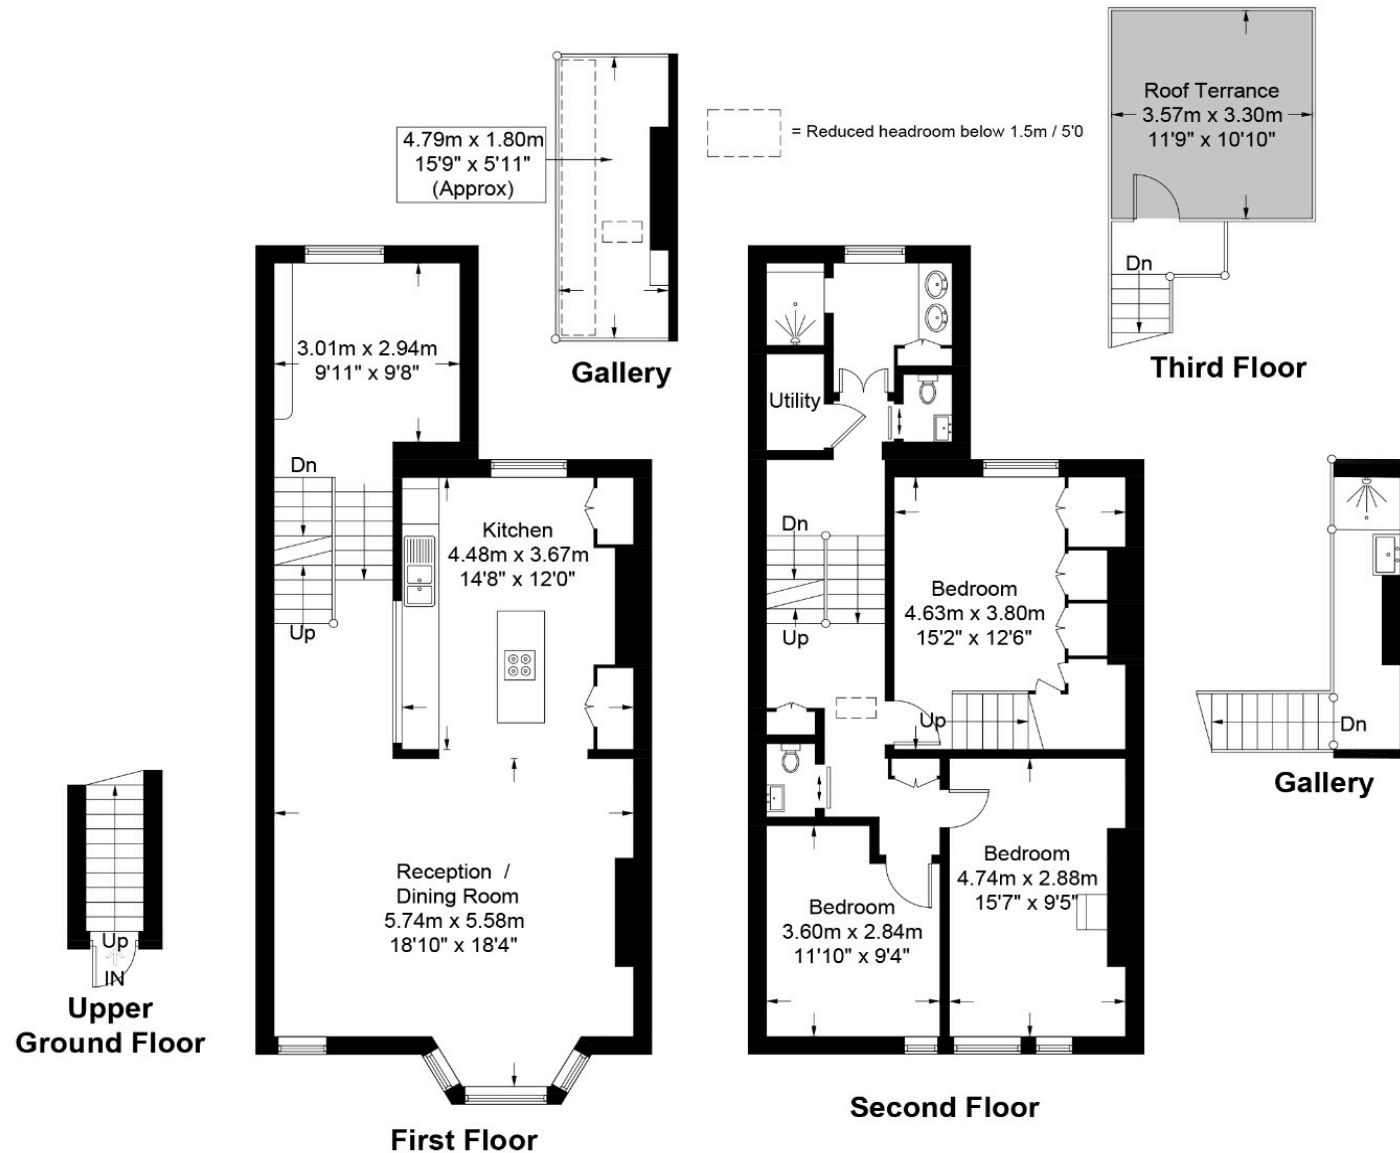 4.79m x 1.80m
15'9" x 5'11"
(Approx)
Gallery
= Reduced headroom below 1.5m / 5'0
Roof Terrance
3.57m x 3.30m
11'9" x 10'10"
Dn
Third Floor
3.01m x 2.94m
9'11" x 9'8"
Dn
Up
Kitchen
4.48m x 3.67m
14'8" x 12'0"
Reception /
Dining Room
5.74m x 5.58m
18'10" x 18'4"
First Floor
Up
IN
Upper
Ground Floor
Utility
Dn
Up
Bedroom
4.63m x 3.80m
15'2" x 12'6"
Up
Bedroom
3.60m x 2.84m
11'10" x 9'4"
Bedroom
4.74m x 2.88m
15'7" x 9'5"
Second Floor
Dn
Gallery